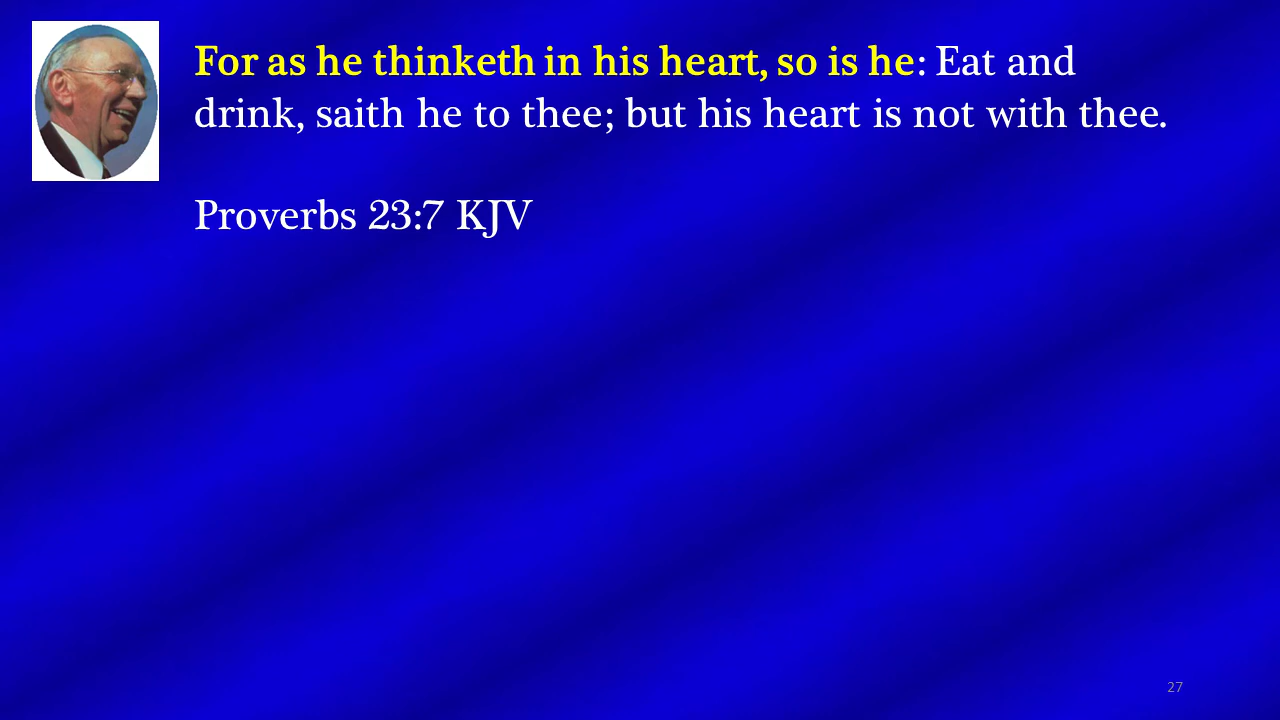 For as he thinketh in his heart, so is he: Eat and
drink, saith he to thee; but his heart is not with thee.
Proverbs 23:7 KJV
27